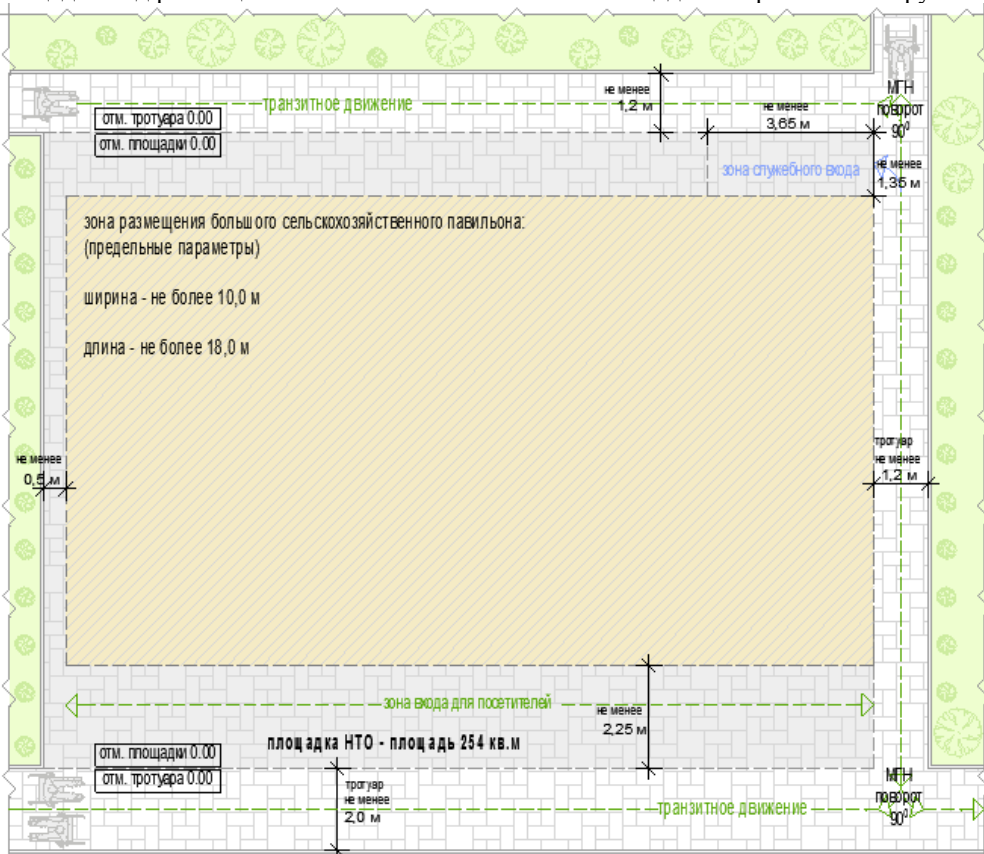 не менее
1,2 м
МГН
поворот
90⁰
транзитное движение
не менее
3,65 м
отм. тротуара 0.00
отм. площадки 0.00
зона служебного входа
не менее
1,35 м
зона размещения большого сельскохозяйственного павильона:
(предельные параметры)
ширина - не более 10,0 м
длина - не более 18,0 м
не менее
0,5 м
тротуар
не менее
1,2 м
зона входа для посетителей
не менее
2,25 м
площадка НТО - площадь 254 кв.м
отм. площадки 0.00
отм. тротуара 0.00
тротуар
не менее
2,0 м
МГН
поворот
90⁰
транзитное движение